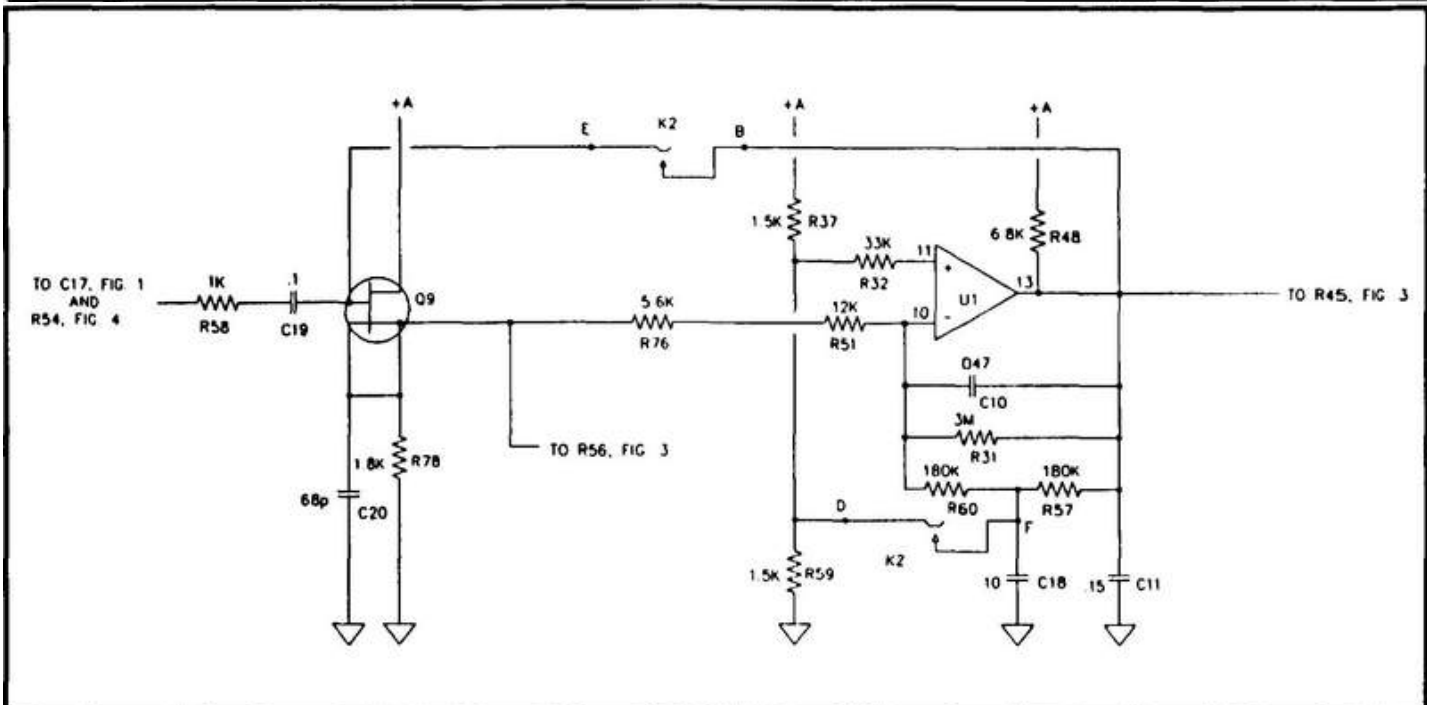 +A
+A
+A
E
K2
B
1.5K
R37
6.8K
R48
33K
R32
11
+
13
U1
10
-
TO C17, FIG. 1
AND
R54, FIG. 4
1K
R58
.1
C19
Q9
5.6K
R76
12K
R51
TO R45, FIG 3
047
C10
3M
R31
180K
R60
180K
R57
TO R56, FIG 3
1.8K
R78
68p
C20
D
K2
F
1.5K
R59
10
C18
.15
C11